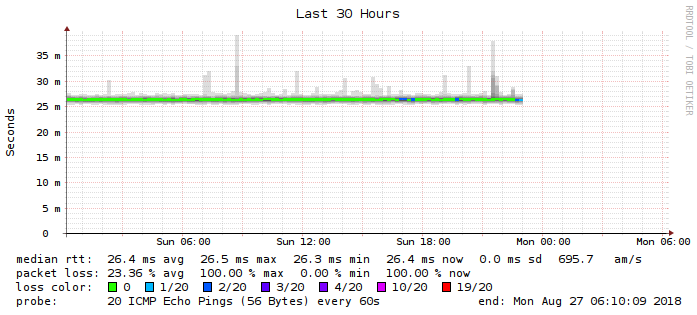 Last 30 Hours
RRDTOOL / TOBI OETIKER
Seconds
35 m
30 m
25 m
20 m
15 m
10 m
5 m
0
Sun 06:00 Sun 12:00 Sun 18:00 Mon 00:00 Mon 06:00
median rtt: 26.4 ms avg 26.5 ms max 26.3 ms min 26.4 ms now 0.0 ms sd 695.7 am/s
packet loss: 23.36 % avg 100.00 % max 0.00 % min 100.00 % now
loss color: 0 1/20 2/20 3/20 4/20 10/20 19/20
probe: 20 ICMP Echo Pings (56 Bytes) every 60s end: Mon Aug 27 06:10:09 2018